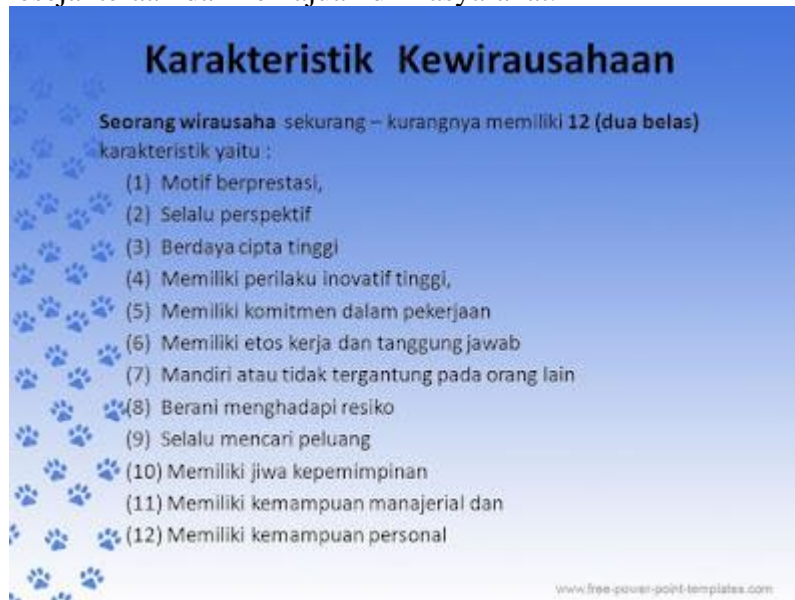 Karakteristik Kewirausahaan
Seorang wirausaha sekurang – kurangnya memiliki 12 (dua belas)
karakteristik yaitu :
(1) Motif berprestasi,
(2) Selalu perspektif
(3) Berdaya cipta tinggi
(4) Memiliki perilaku inovatif tinggi,
(5) Memiliki komitmen dalam pekerjaan
(6) Memiliki etos kerja dan tanggung jawab
(7) Mandiri atau tidak tergantung pada orang lain
(8) Berani menghadapi resiko
(9) Selalu mencari peluang
(10) Memiliki jiwa kepemimpinan
(11) Memiliki kemampuan manajerial dan
(12) Memiliki kemampuan personal
www.free-power-point-templates.com